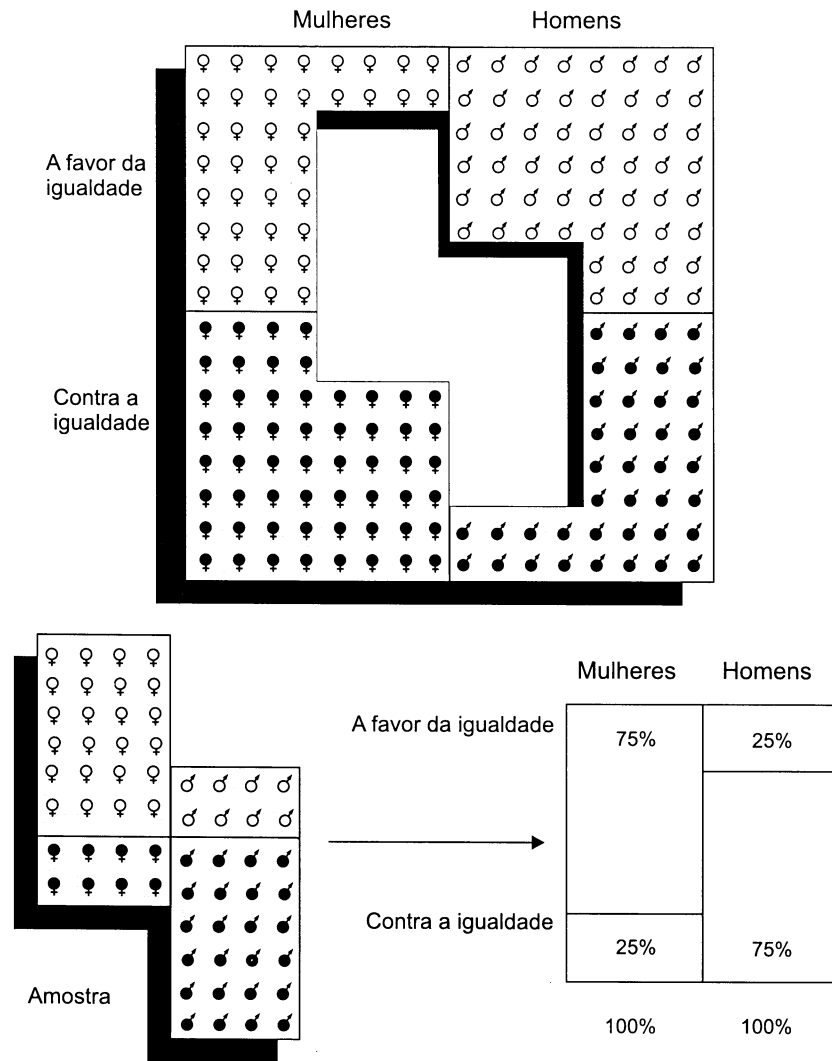 Mulheres Homens
A favor da
igualdade
Contra a
igualdade
Mulheres Homens
A favor da igualdade
75% 25%
Contra a igualdade
25% 75%
Amostra
100% 100%